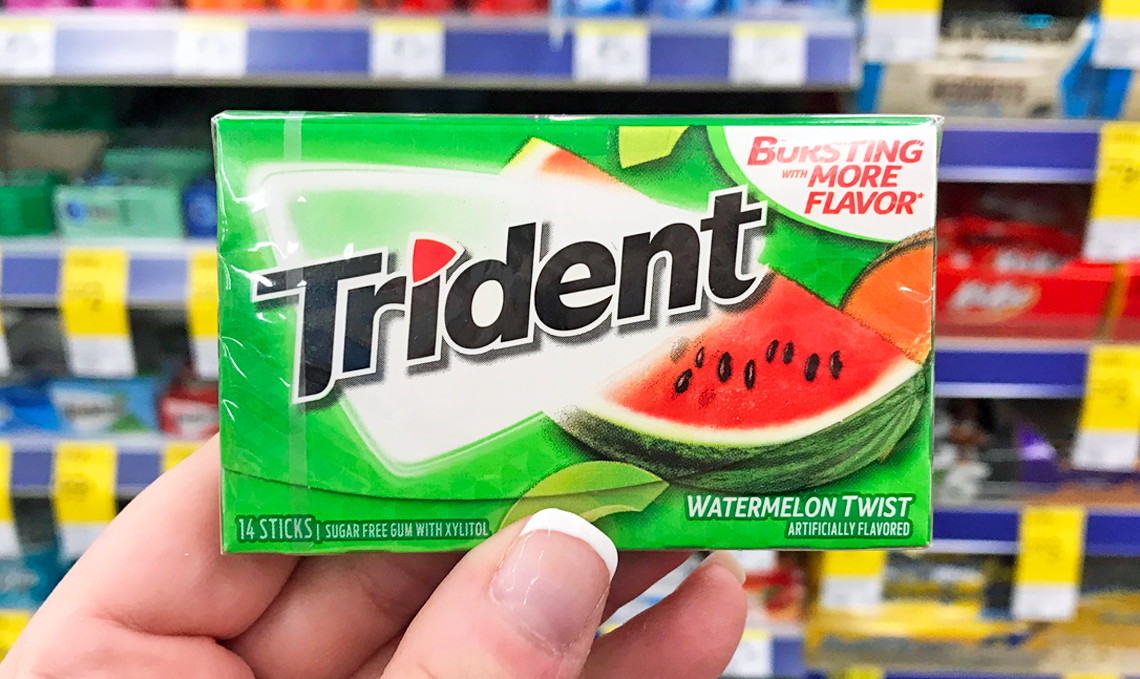 BURSTING
WITH MORE
FLAVOR*
Trident
WATERMELON TWIST
ARTIFICIALLY FLAVORED
14 STICKS | SUGAR FREE GUM WITH XYLITOL